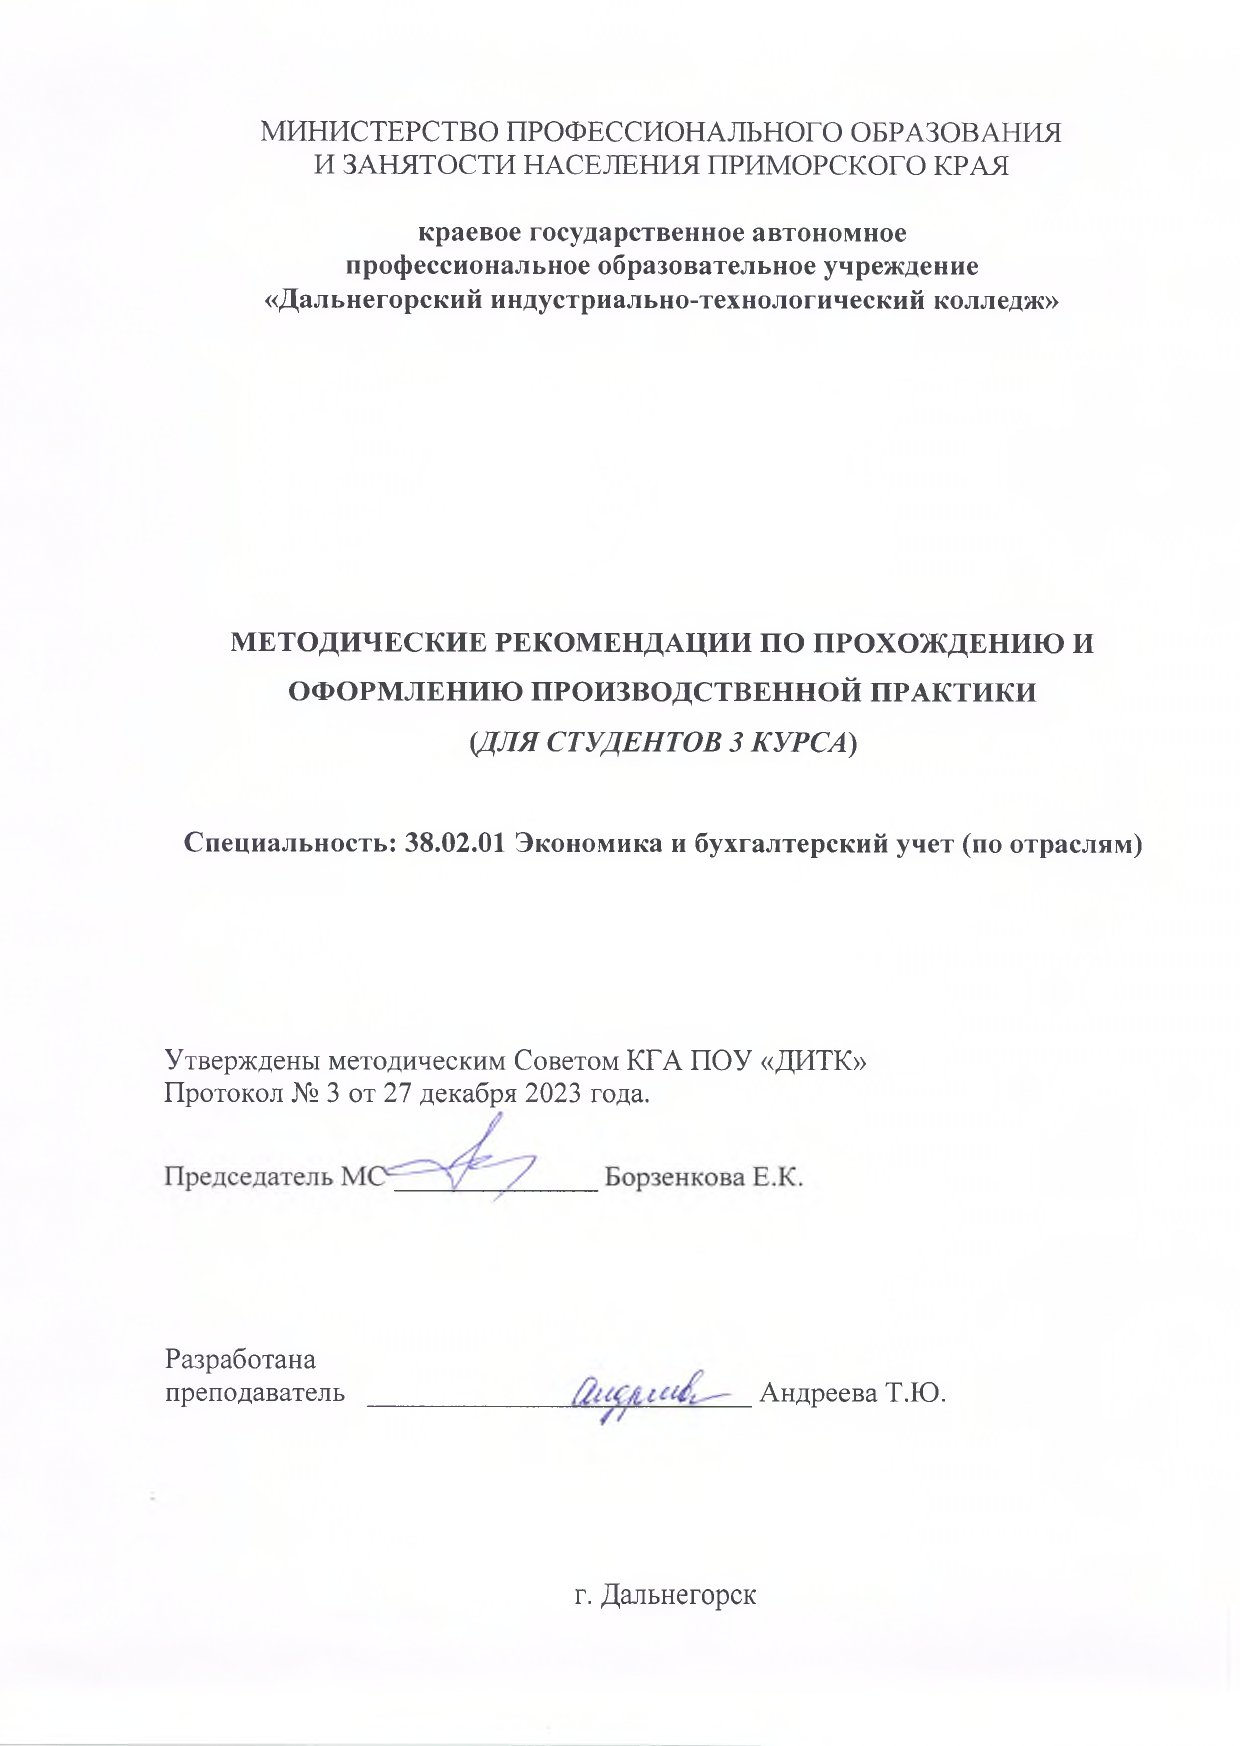 МИНИСТЕРСТВО ПРОФЕССИОНАЛЬНОГО ОБРАЗОВАНИЯ
И ЗАНЯТОСТИ НАСЕЛЕНИЯ ПРИМОРСКОГО КРАЯ
краевое государственное автономное
профессиональное образовательное учреждение
«Дальнегорский индустриально-технологический колледж»
МЕТОДИЧЕСКИЕ РЕКОМЕНДАЦИИ ПО ПРОХОЖДЕНИЮ И
ОФОРМЛЕНИЮ ПРОИЗВОДСТВЕННОЙ ПРАКТИКИ
(ДЛЯ СТУДЕНТОВ 3 КУРСА)
Специальность: 38.02.01 Экономика и бухгалтерский учет (по отраслям)
Утверждены методическим Советом КГА ПОУ «ДИТК»
Протокол № 3 от 27 декабря 2023 года.
Председатель МС ______________ Борзенкова Е.К.
Разработана
преподаватель __________________________ Андреева Т.Ю.
г. Дальнегорск